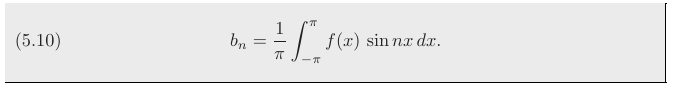 (5.10) $b_n = \frac{1}{\pi} \int_{-\pi}^{\pi} f(x) \, \sin nx \, dx.$